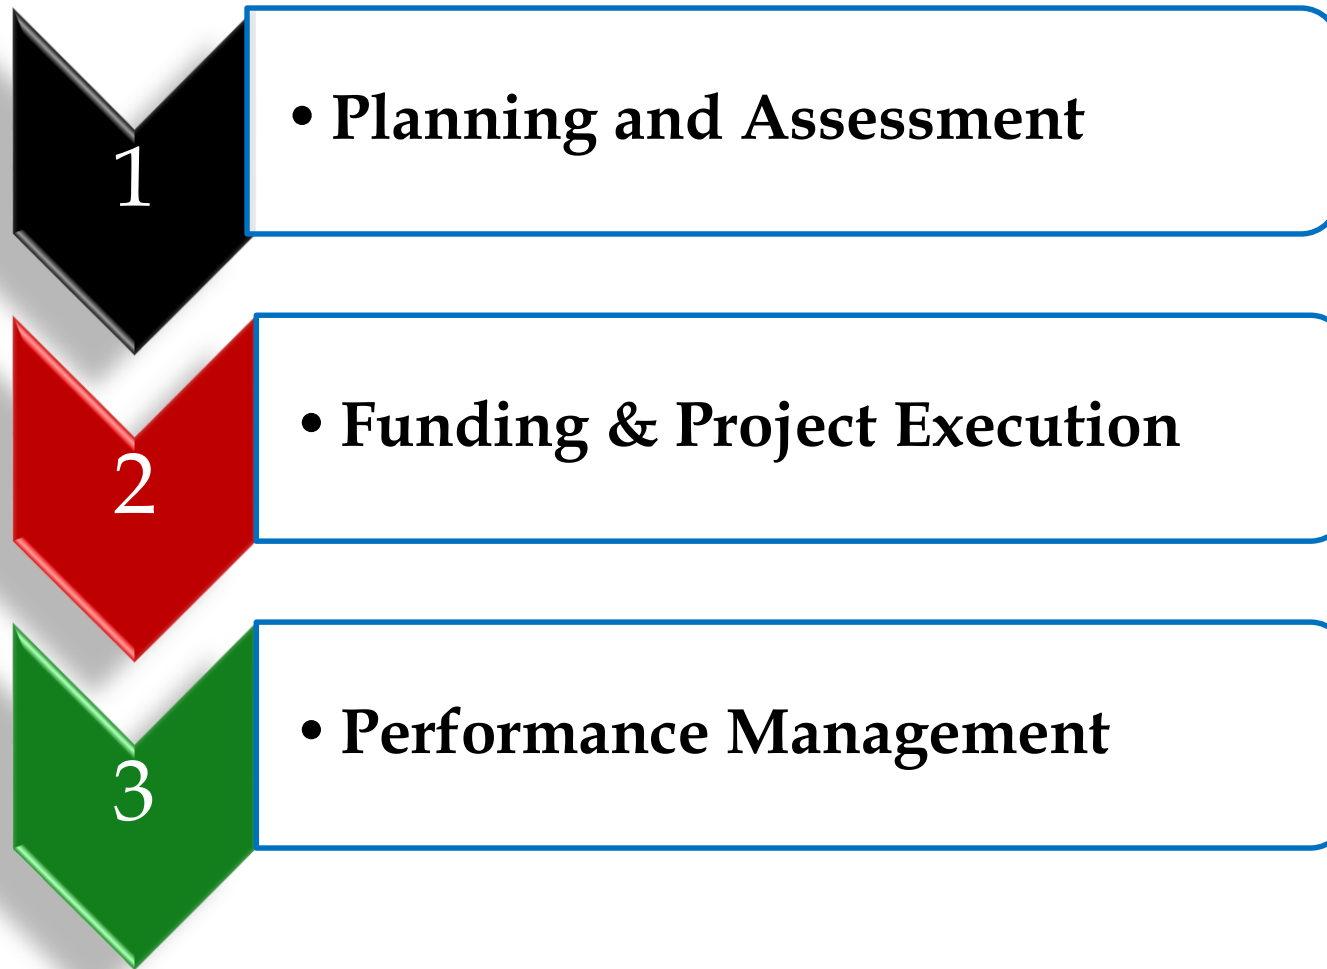 1
• Planning and Assessment
2
• Funding & Project Execution
3
• Performance Management